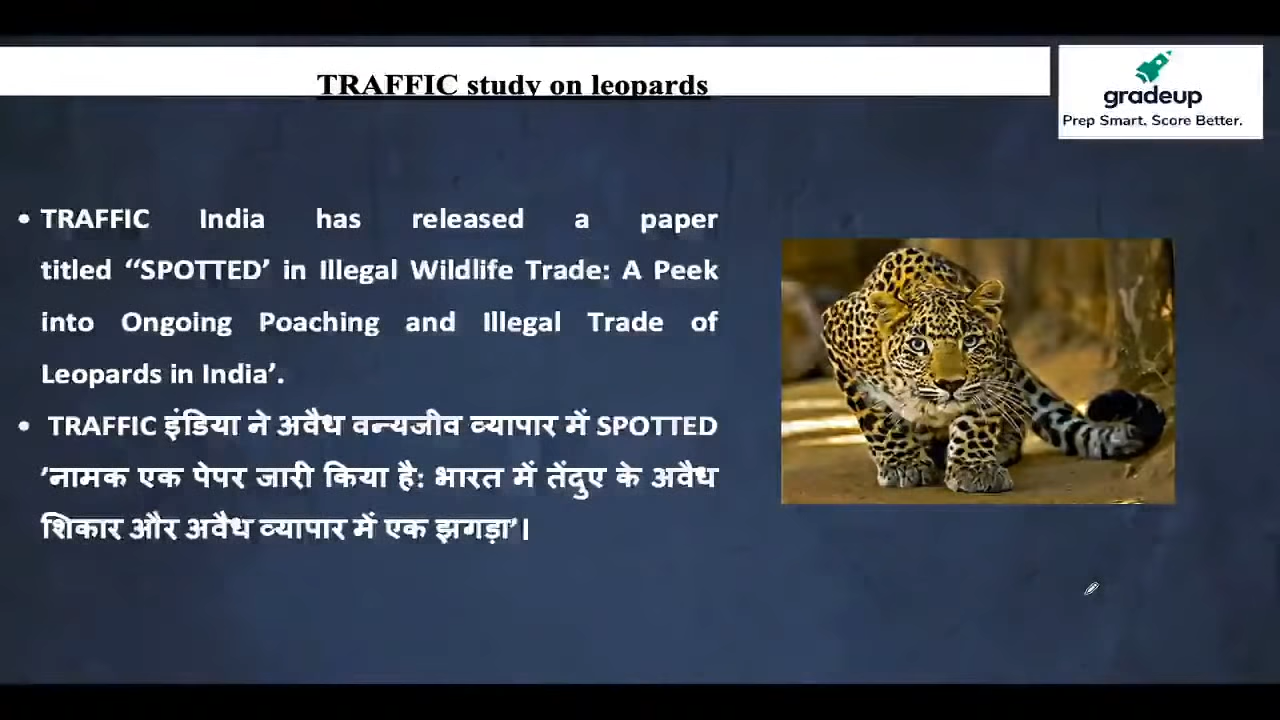 TRAFFIC study on leopards
gradeup
Prep Smart. Score Better.
• TRAFFIC India has released a paper
titled “SPOTTED’ in Illegal Wildlife Trade: A Peek
into Ongoing Poaching and Illegal Trade of
Leopards in India’.
• TRAFFIC इंडिया ने अवैध वन्यजीव व्यापार में SPOTTED
’नामक एक पेपर जारी किया है: भारत में तेंदुए के अवैध
शिकार और अवैध व्यापार में एक झगड़ा’।